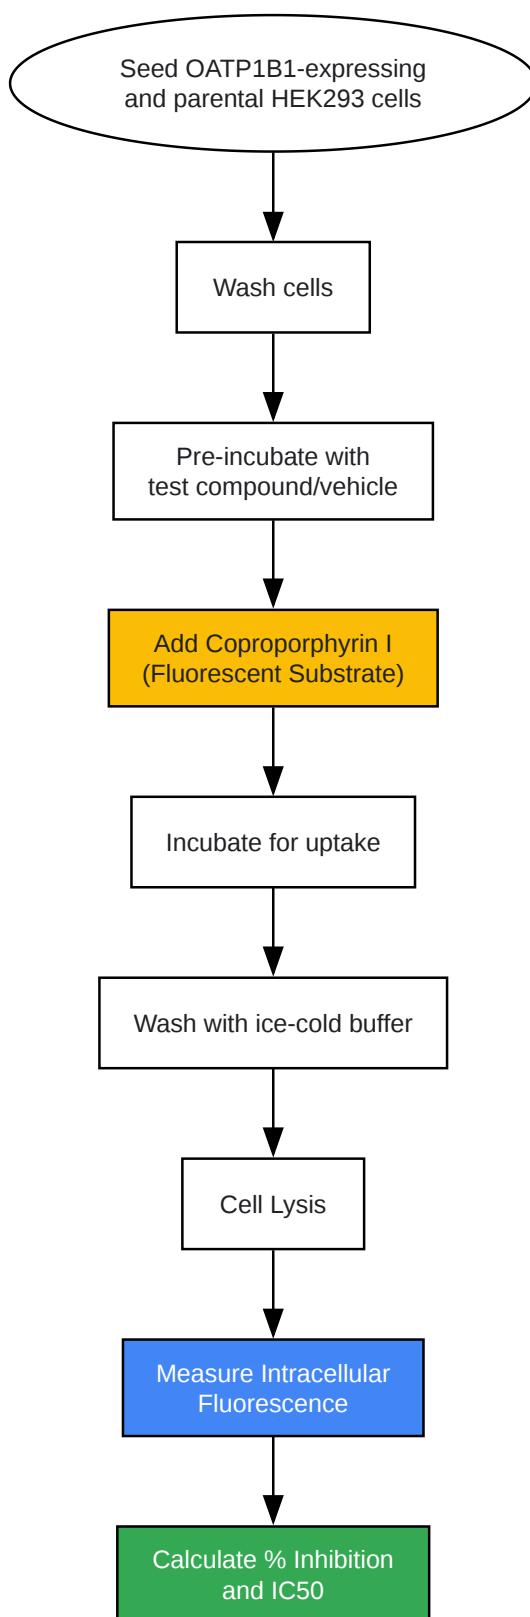 Seed OATP1B1-expressing
and parental HEK293 cells
Wash cells
Pre-incubate with
test compound/vehicle
Add Coproporphyrin I
(Fluorescent Substrate)
Incubate for uptake
Wash with ice-cold buffer
Cell Lysis
Measure Intracellular
Fluorescence
Calculate % Inhibition
and IC50